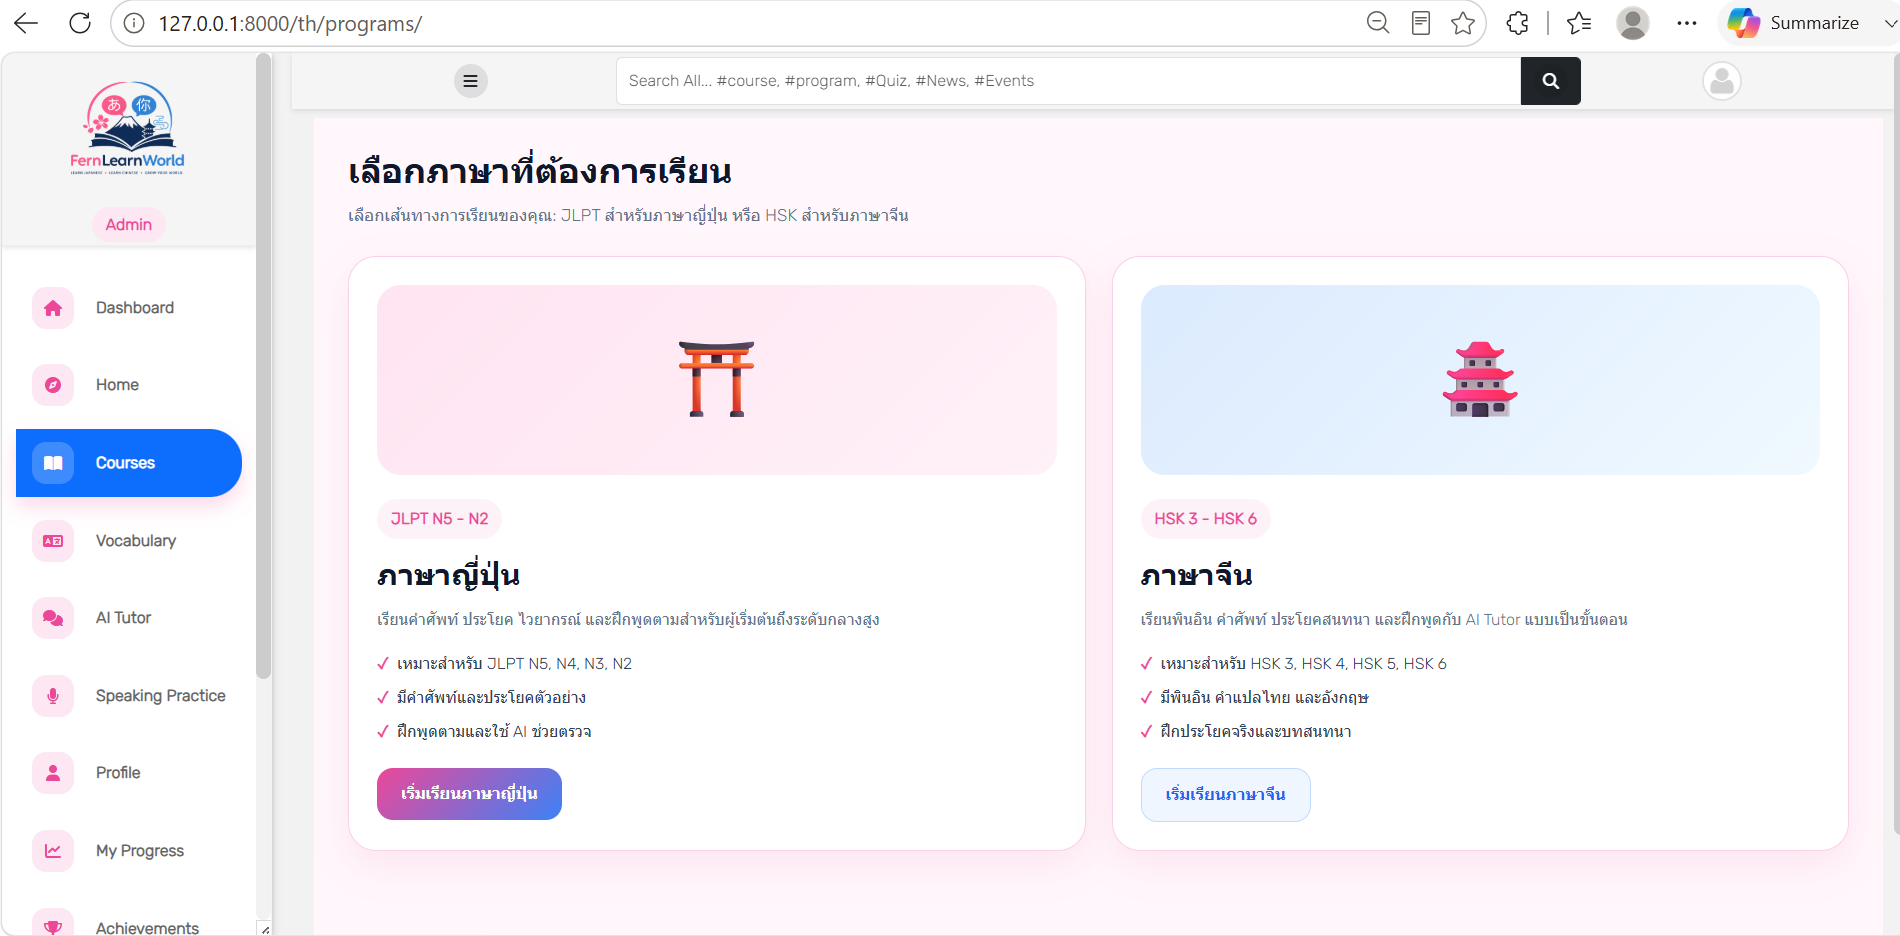 127.0.0.1:8000/th/programs/
Summarize
あ 你
FernLearnWorld
LEARN JAPANESE • LEARN CHINESE • GROW YOUR WORLD
Admin
Dashboard
Home
Courses
Vocabulary
AI Tutor
Speaking Practice
Profile
My Progress
Achievements
Search All... #course, #program, #Quiz, #News, #Events
เลือกภาษาที่ต้องการเรียน
เลือกเส้นทางการเรียนของคุณ: JLPT สำหรับภาษาญี่ปุ่น หรือ HSK สำหรับภาษาจีน
JLPT N5 - N2
ภาษาญี่ปุ่น
เรียนคำศัพท์ ประโยค ไวยากรณ์ และฝึกพูดตามสำหรับผู้เริ่มต้นถึงระดับกลางสูง
✓ เหมาะสำหรับ JLPT N5, N4, N3, N2
✓ มีคำศัพท์และประโยคตัวอย่าง
✓ ฝึกพูดตามและใช้ AI ช่วยตรวจ
เริ่มเรียนภาษาญี่ปุ่น
HSK 3 - HSK 6
ภาษาจีน
เรียนพินอิน คำศัพท์ ประโยคสนทนา และฝึกพูดกับ AI Tutor แบบเป็นขั้นตอน
✓ เหมาะสำหรับ HSK 3, HSK 4, HSK 5, HSK 6
✓ มีพินอิน คำแปลไทย และอังกฤษ
✓ ฝึกประโยคจริงและบทสนทนา
เริ่มเรียนภาษาจีน